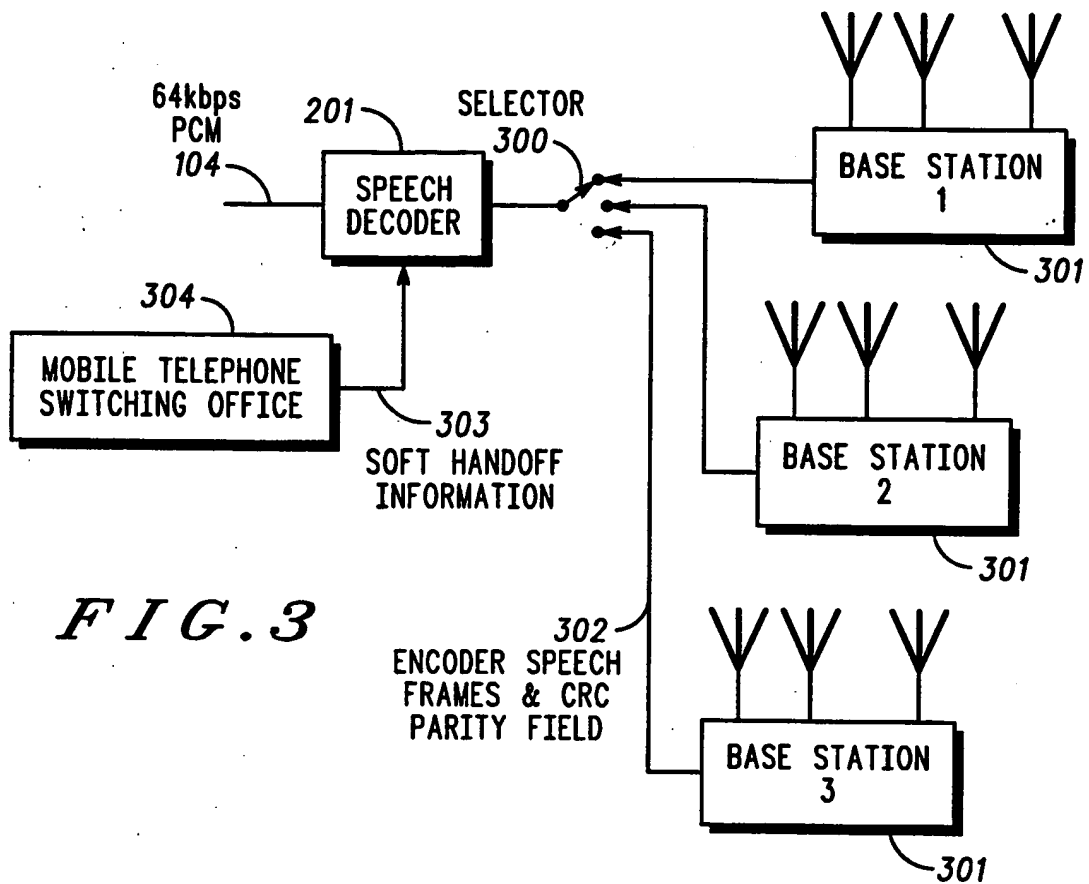 64kbps
PCM
104
201
SPEECH
DECODER
SELECTOR
300
BASE STATION
1
301
304
MOBILE TELEPHONE
SWITCHING OFFICE
303
SOFT HANDOFF
INFORMATION
BASE STATION
2
301
FIG.3
302
ENCODER SPEECH
FRAMES & CRC
PARITY FIELD
BASE STATION
3
301